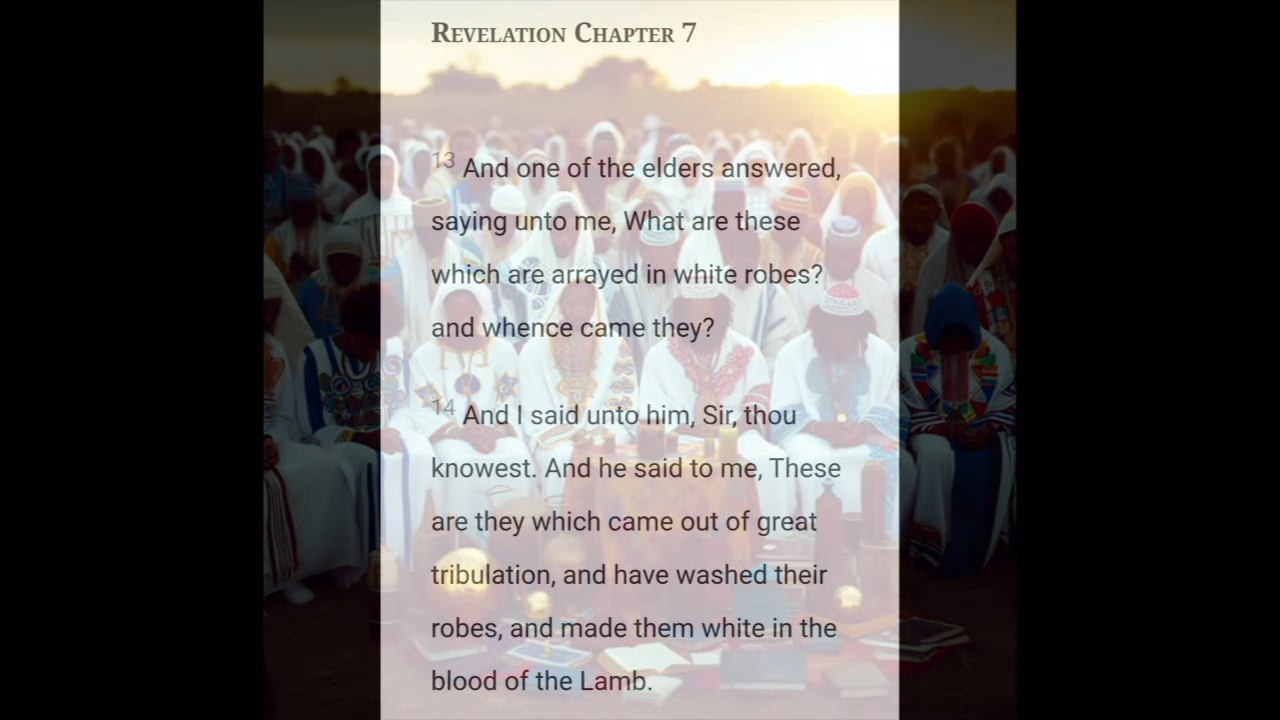 Revelation Chapter 7
13 And one of the elders answered,
saying unto me, What are these
which are arrayed in white robes?
and whence came they?
14 And I said unto him, Sir, thou
knowest. And he said to me, These
are they which came out of great
tribulation, and have washed their
robes, and made them white in the
blood of the Lamb.